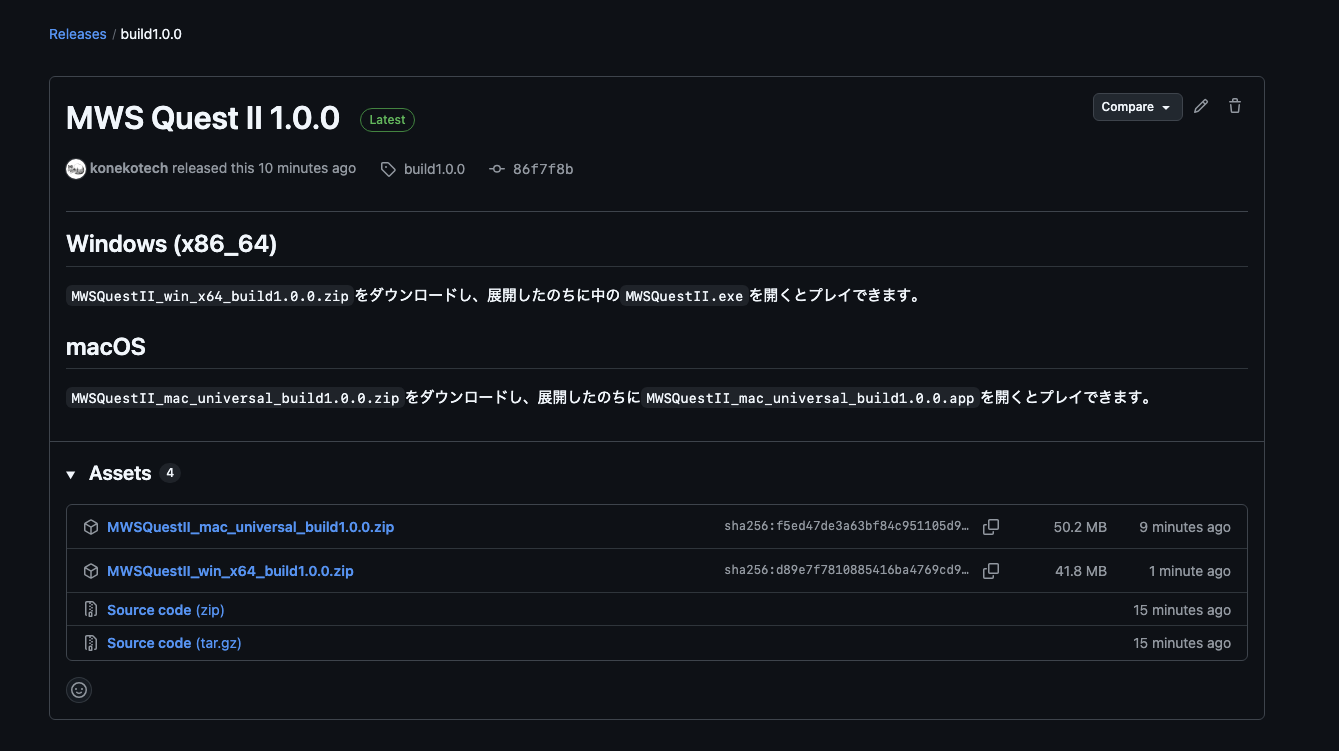 Releases / build1.0.0
MWS Quest II 1.0.0 Latest Compare
konekotech released this 10 minutes ago build1.0.0 86f7f8b
Windows (x86_64)
MWSQuestII_win_x64_build1.0.0.zip をダウンロードし、展開したのちに中の MWSQuestII.exe を開くとプレイできます。
macOS
MWSQuestII_mac_universal_build1.0.0.zip をダウンロードし、展開したのちに MWSQuestII_mac_universal_build1.0.0.app を開くとプレイできます。
Assets 4
MWSQuestII_mac_universal_build1.0.0.zip sha256:f5ed47de3a63bf84c951105d9… 50.2 MB 9 minutes ago
MWSQuestII_win_x64_build1.0.0.zip sha256:d89e7f7810885416ba4769cd9… 41.8 MB 1 minute ago
Source code (zip) 15 minutes ago
Source code (tar.gz) 15 minutes ago